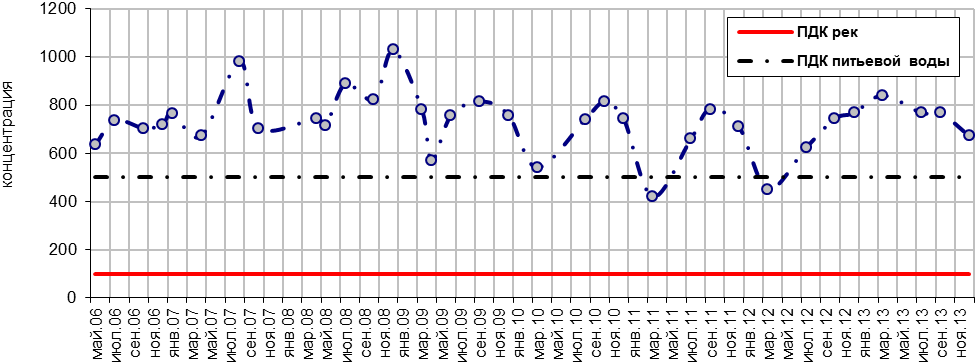 концентрация
1200
1000
800
600
400
200
0
ПДК рек
ПДК питьевой воды
май.06
июл.06
сен.06
ноя.06
янв.07
мар.07
май.07
июл.07
сен.07
ноя.07
янв.08
мар.08
май.08
июл.08
сен.08
ноя.08
янв.09
мар.09
май.09
июл.09
сен.09
ноя.09
янв.10
мар.10
май.10
июл.10
сен.10
ноя.10
янв.11
мар.11
май.11
июл.11
сен.11
ноя.11
янв.12
мар.12
май.12
июл.12
сен.12
ноя.12
янв.13
мар.13
май.13
июл.13
сен.13
ноя.13